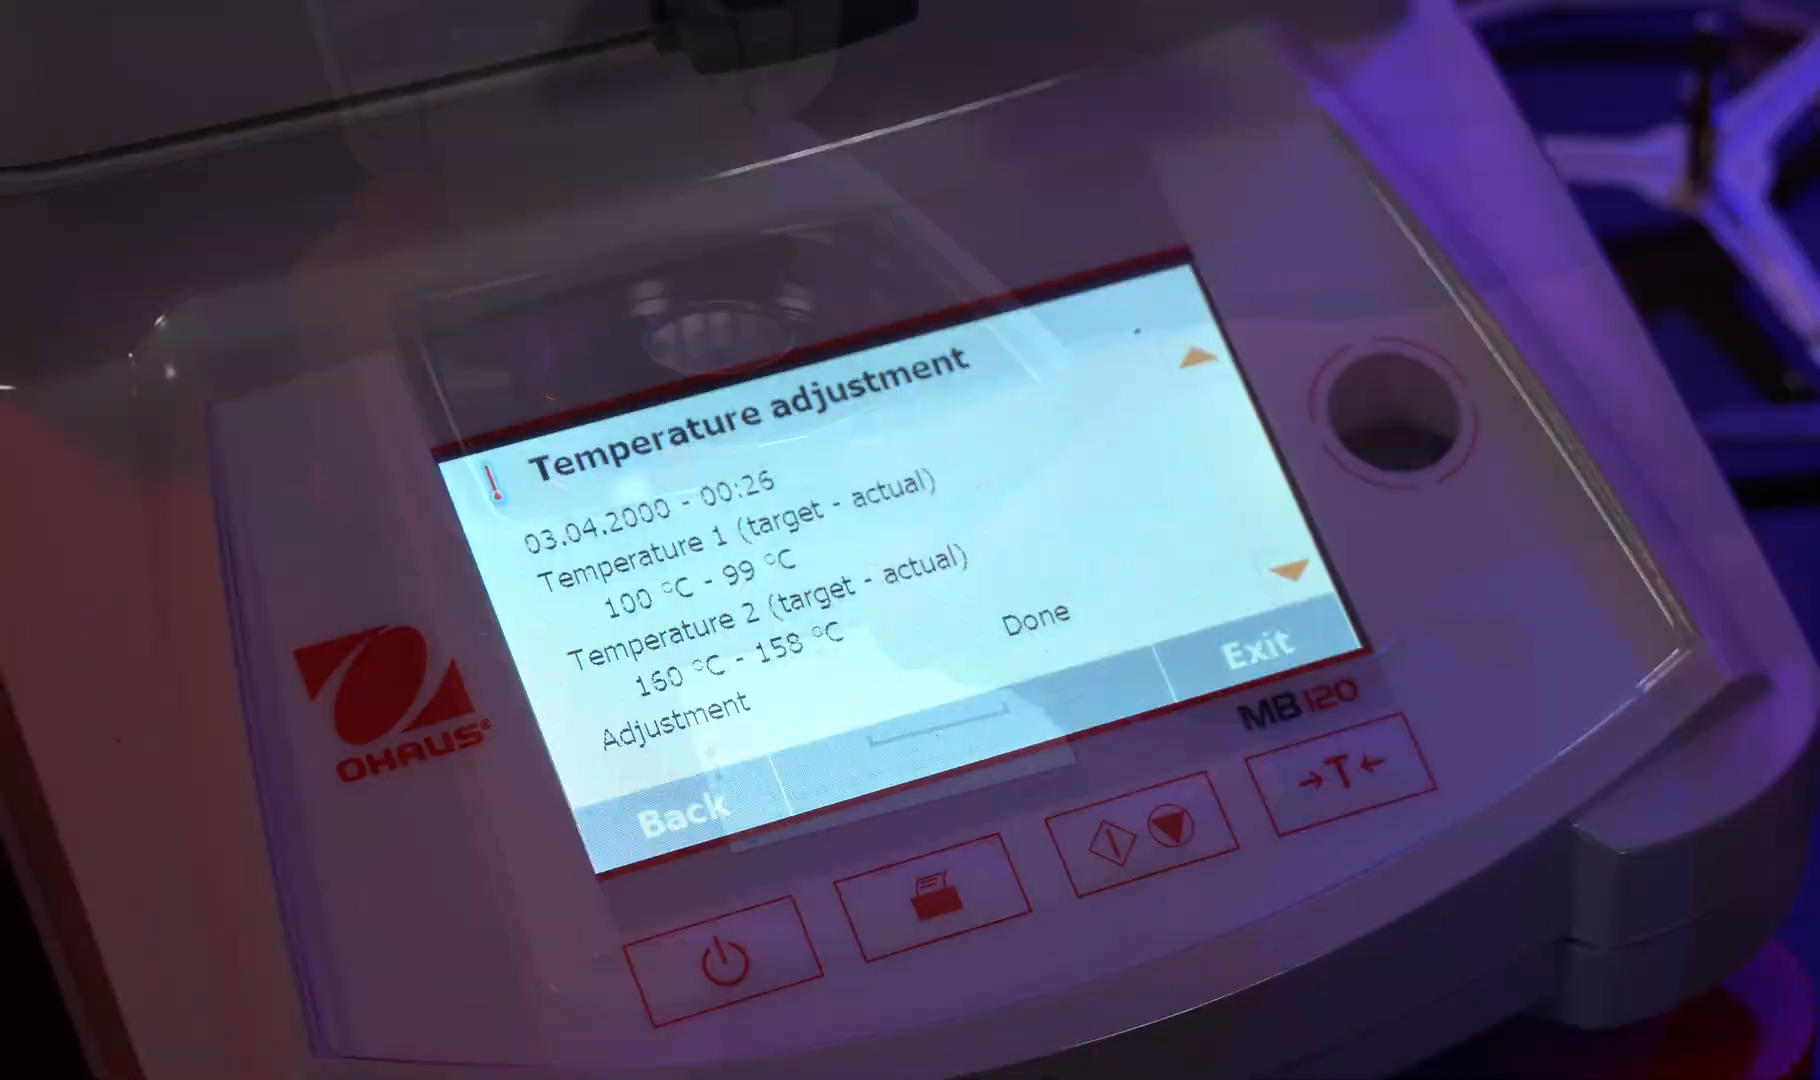 Temperature adjustment
03.04.2000 - 00:26
Temperature 1 (target - actual)
100 °C - 99 °C
Temperature 2 (target - actual)
160 °C - 158 °C
Adjustment Done
Back Exit
OHAUS®
MB120
→T←